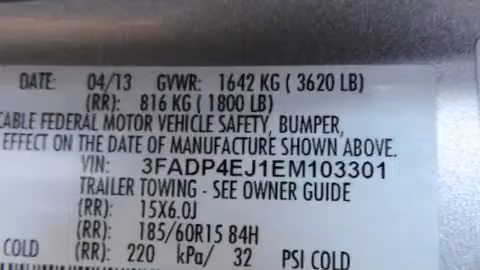 DATE: 04/13 GVWR: 1642 KG ( 3620 LB)
(RR): 816 KG ( 1800 LB)
CABLE FEDERAL MOTOR VEHICLE SAFETY, BUMPER,
EFFECT ON THE DATE OF MANUFACTURE SHOWN ABOVE.
VIN: 3FADP4EJ1EM103301
TRAILER TOWING - SEE OWNER GUIDE
(RR): 15X6.0J
(RR): 185/60R15 84H
COLD (RR): 220 kPa/ 32 PSI COLD